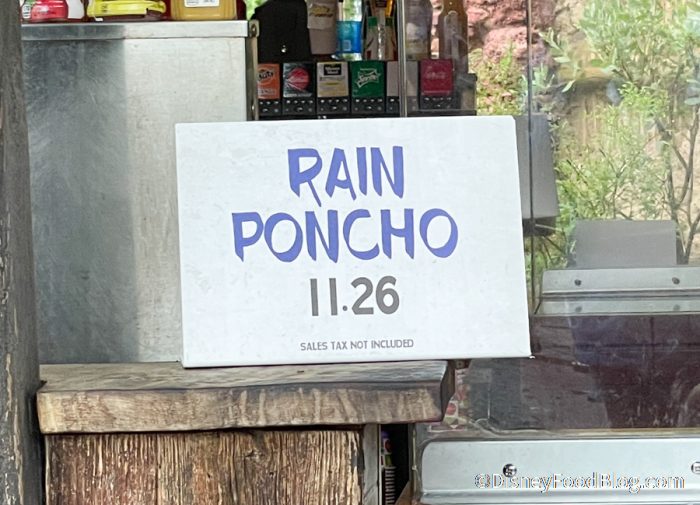 RAIN
PONCHO
11.26
SALES TAX NOT INCLUDED
©DisneyFoodBlog.com